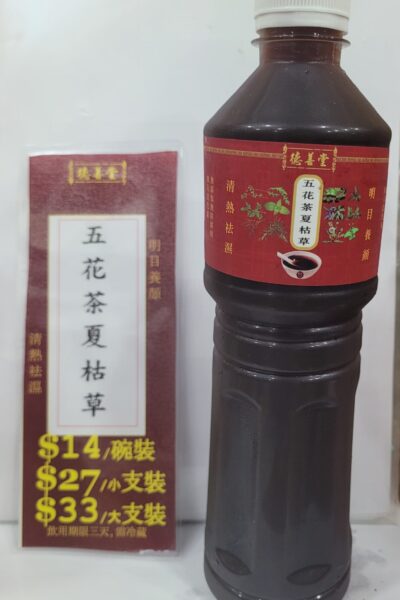 德善堂
明目養顏
五花茶夏枯草
清熱祛濕
$14/碗裝
$27/小支裝
$33/大支裝
飲用期限三天,需冷藏
德善堂
明目養顏
五花茶夏枯草
清熱祛濕